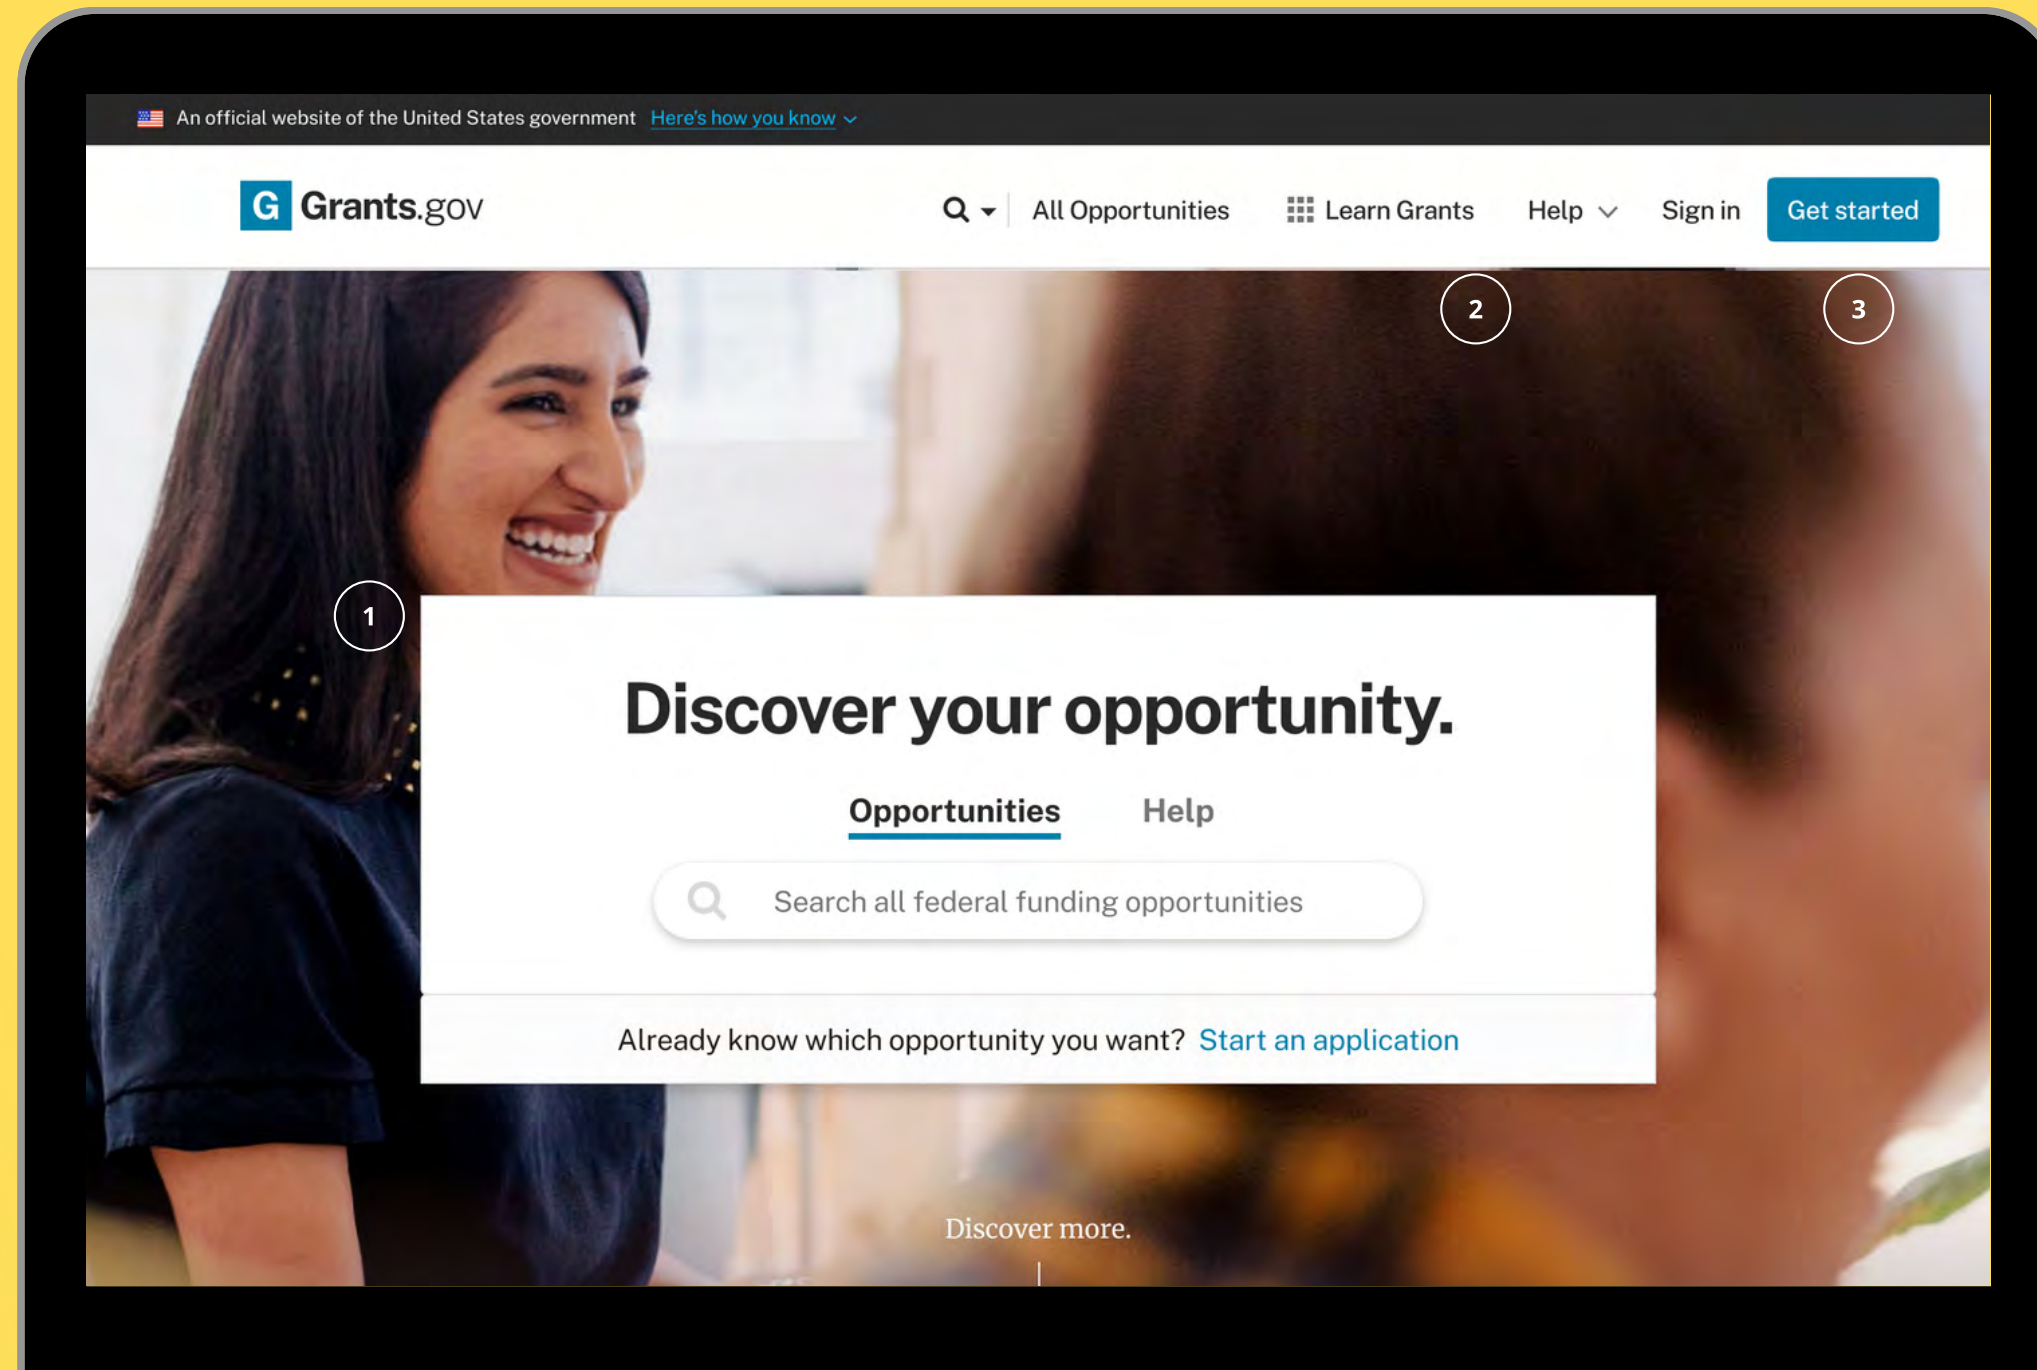 An official website of the United States government Here's how you know
G Grants.gov
All Opportunities Learn Grants Help Sign in Get started
2 3
1
Discover your opportunity.
Opportunities Help
Search all federal funding opportunities
Already know which opportunity you want? Start an application
Discover more.